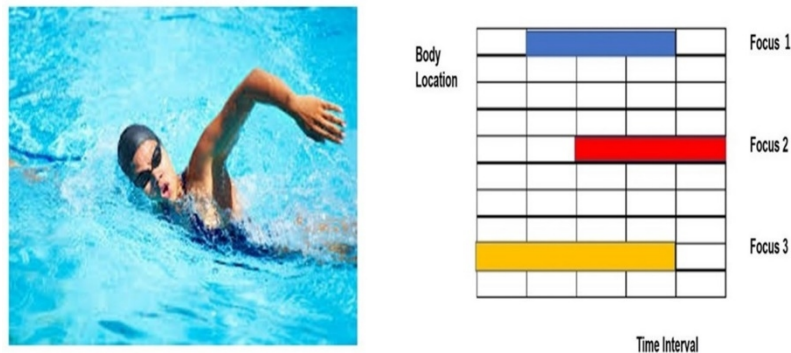 Body
Location
Focus 1
Focus 2
Focus 3
Time Interval